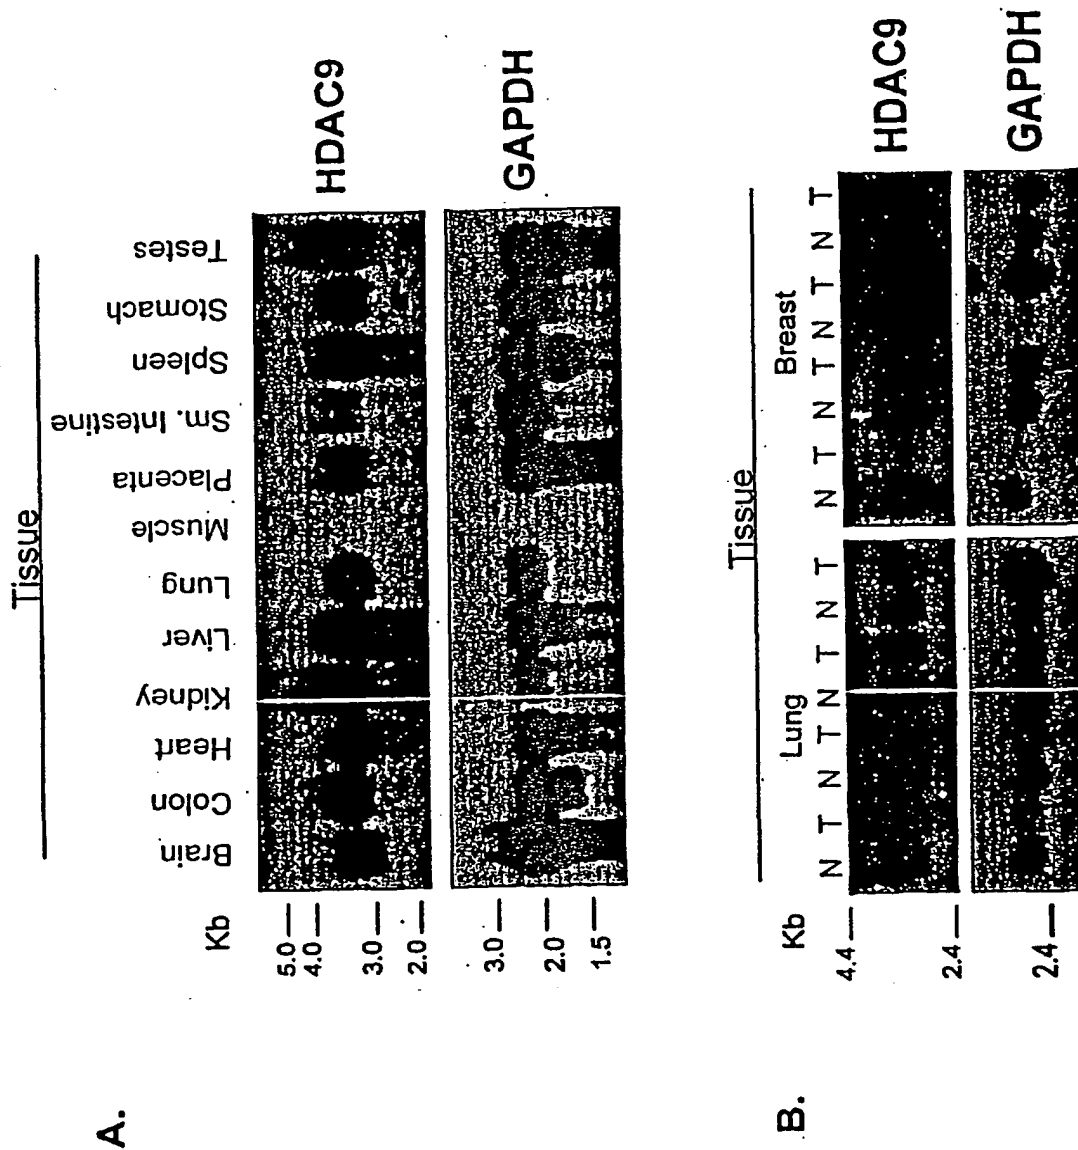 A.
Tissue
Kb
Brain
Colon
Heart
Kidney
Liver
Lung
Muscle
Placenta
Sm. Intestine
Spleen
Stomach
Testes
5.0
4.0
3.0
2.0
HDAC9
3.0
2.0
1.5
GAPDH
B.
Tissue
Lung Breast
Kb N T N T N T N T N T N T N T N T
4.4
2.4
HDAC9
2.4
GAPDH